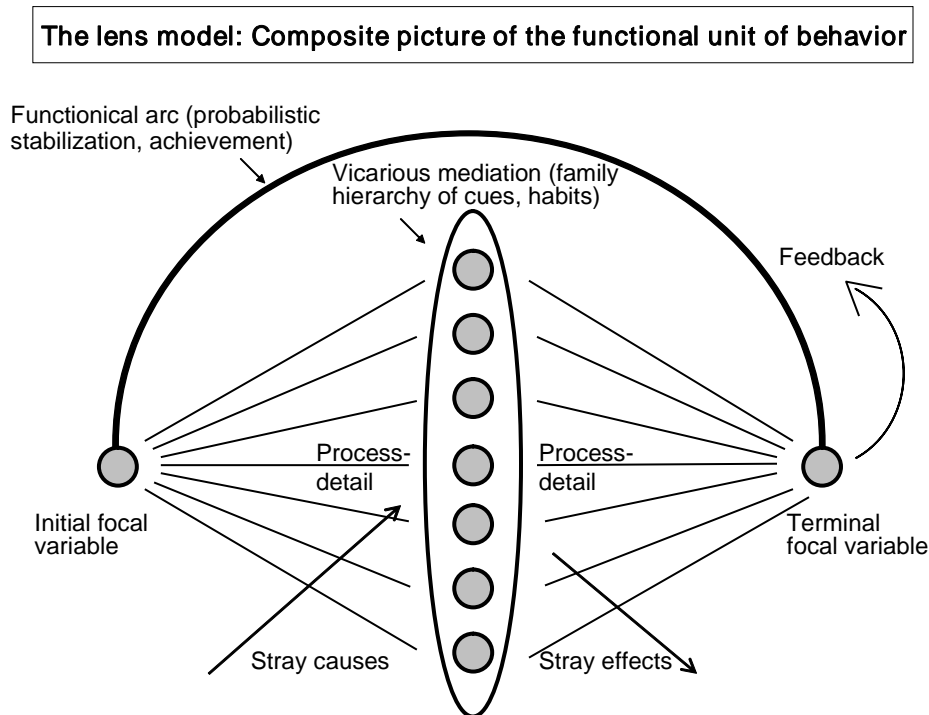 The lens model: Composite picture of the functional unit of behavior
Functionical arc (probabilistic
stabilization, achievement)
Vicarious mediation (family
hierarchy of cues, habits)
Feedback
Process-
detail
Process-
detail
Initial focal
variable
Terminal
focal variable
Stray causes
Stray effects